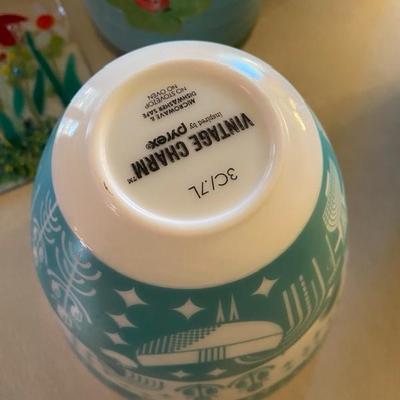 VINTAGE CHARM™
inspired by pyrex®
MICROWAVE &
DISHWASHER SAFE
NO STOVETOP
NO OVEN
3C/.7L